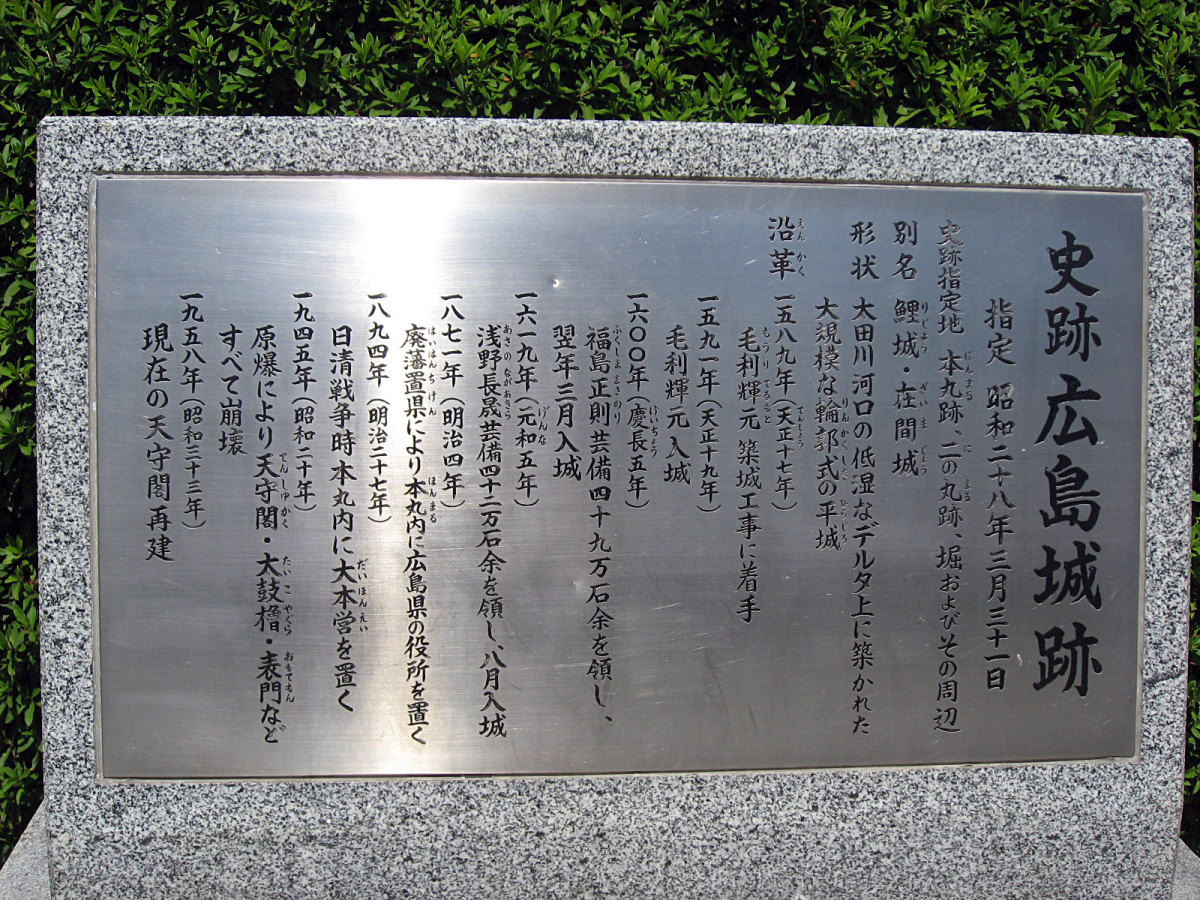 史跡広島城跡
指定 昭和二十八年三月三十一日
史跡指定地 本丸跡、二の丸跡、堀およびその周辺
別名 鯉城・在間城
形状 大田川河口の低湿なデルタ上に築かれた
大規模な輪郭式の平城
沿革 一五八九年(天正十七年)
毛利輝元 築城工事に着手
一五九一年(天正十九年)
毛利輝元入城
一六〇〇年(慶長五年)
福島正則芸備四十九万石余を領し、
翌年三月入城
一六一九年(元和五年)
浅野長晟芸備四十二万石余を領し、八月入城
一八七一年(明治四年)
廃藩置県により本丸内に広島県の役所を置く
一八九四年(明治二十七年)
日清戦争時本丸内に大本営を置く
一九四五年(昭和二十年)
原爆により天守閣・太鼓櫓・表門など
すべて崩壊
一九五八年(昭和三十三年)
現在の天守閣再建